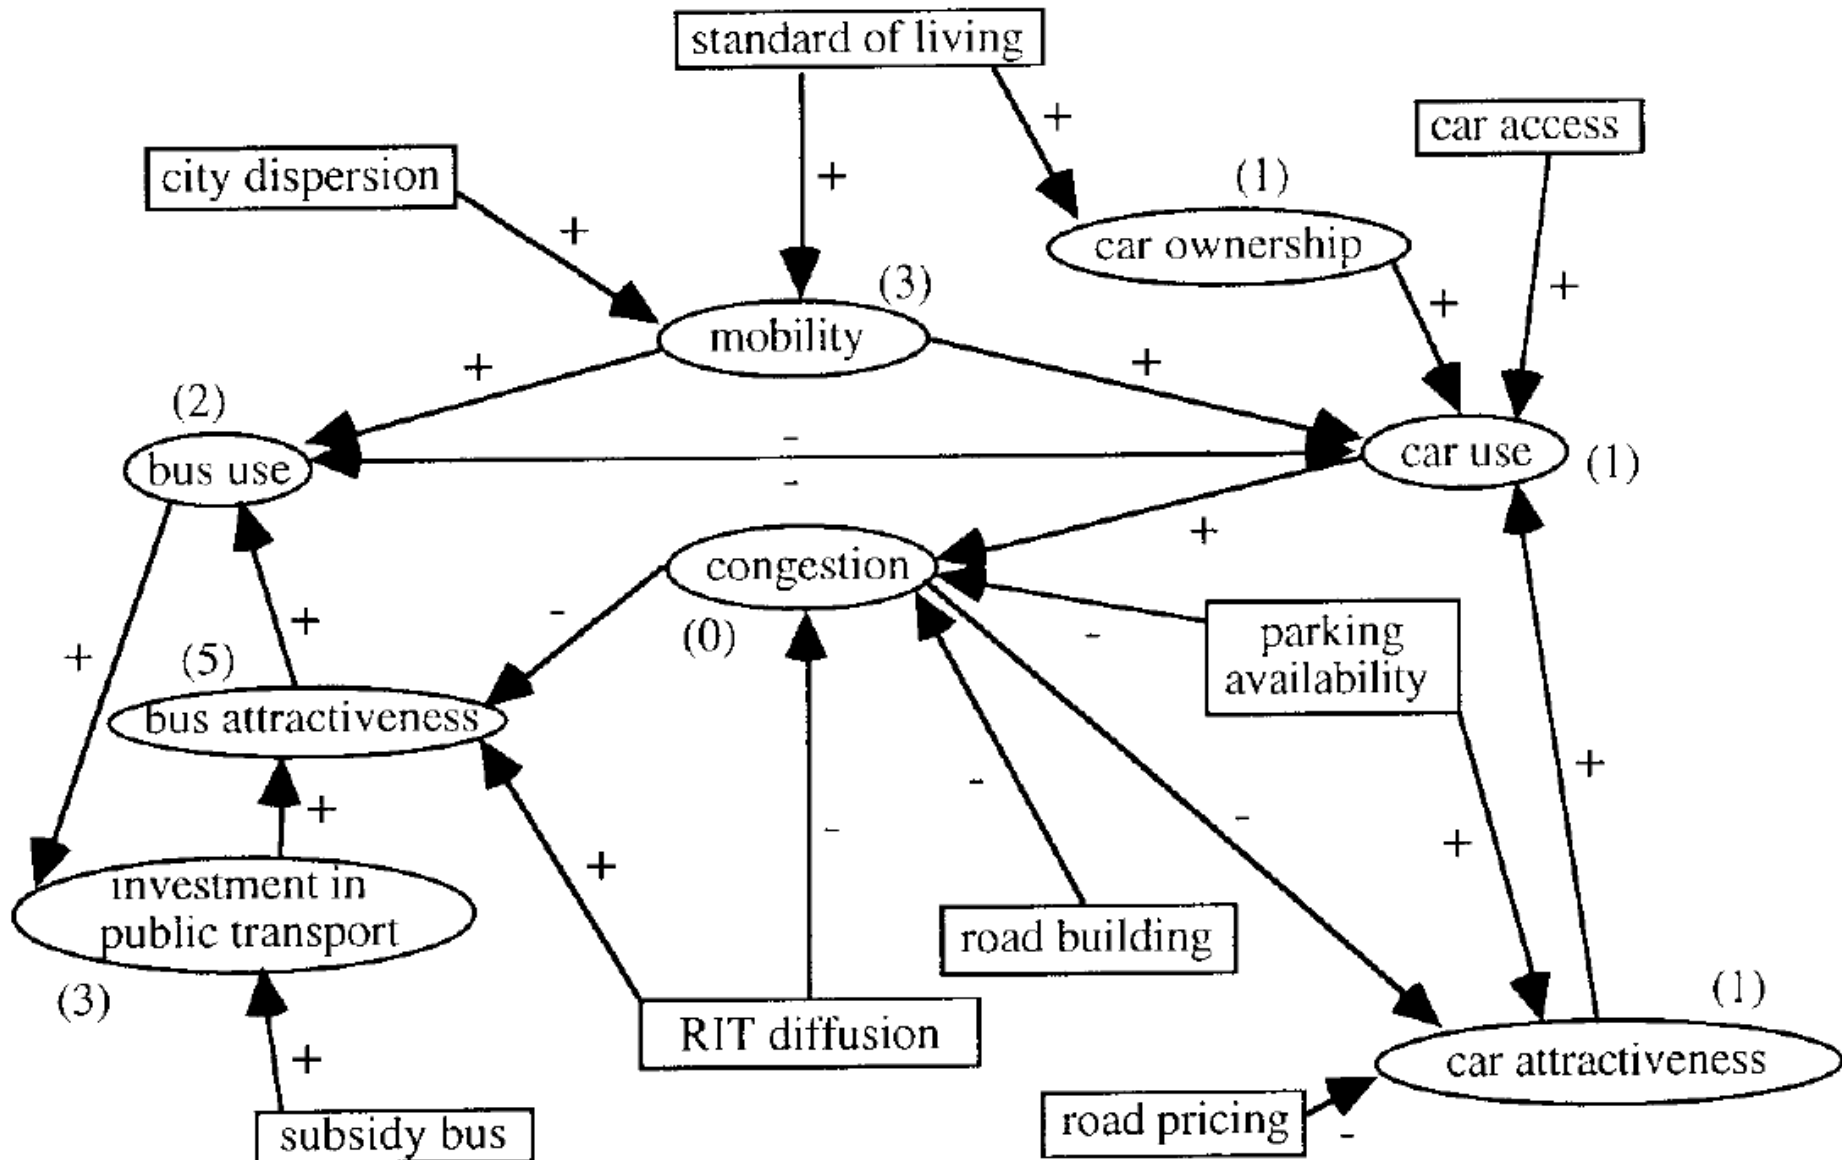 standard of living
+
car access
city dispersion
+
+
(1)
car ownership
+
+
(3)
mobility
+
+
(2)
-
bus use
car use
(1)
-
+
congestion
(0)
-
parking
availability
-
+
+
(5)
bus attractiveness
+
-
-
+
-
+
+
investment in
public transport
(3)
road building
(1)
RIT diffusion
car attractiveness
+
road pricing
-
subsidy bus